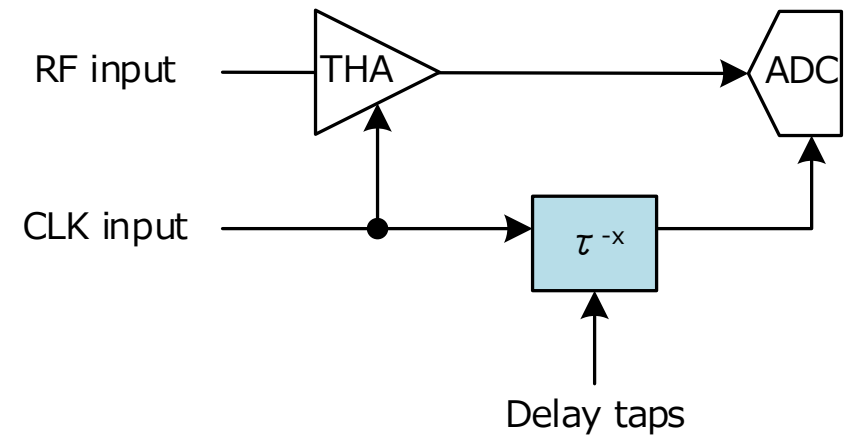 RF input
THA
ADC
CLK input
τ -x
Delay taps